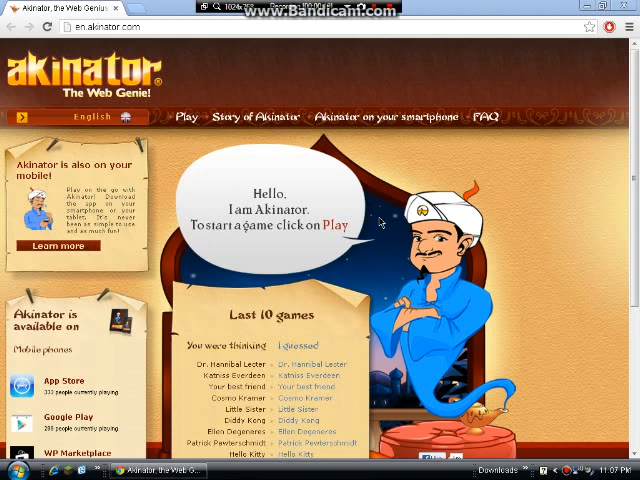 Akinator, the Web Genius
1024x768
www.Bandicam.com
en.akinator.com
akinator
The Web Genie!
English
Play
Story of Akinator
Akinator on your smartphone
FAQ
Akinator is also on your
mobile!
Play on the go with
Akinator! Download
the app on your
smartphone or your
tablet. It's never
been as simple to use
and as much fun!
Learn more
Hello,
I am Akinator.
To start a game click on Play
Akinator is
available on
Mobile phones
App Store
333 people currently playing
Google Play
WP Marketplace
Last 10 games
You were thinking I guessed
Dr. Hannibal Lecter Dr. Hannibal Lecter
Katniss Everdeen Katniss Everdeen
Your best friend Your best friend
Cosmo Kramer Cosmo Kramer
Little Sister Little Sister
Diddy Kong Diddy Kong
Ellen Degeneres Ellen Degeneres
Patrick Pewterschmidt Patrick Pewterschmidt
Hello Kitty Hello Kitty
Akinator, the Web G...
Downloads
11:07 PM